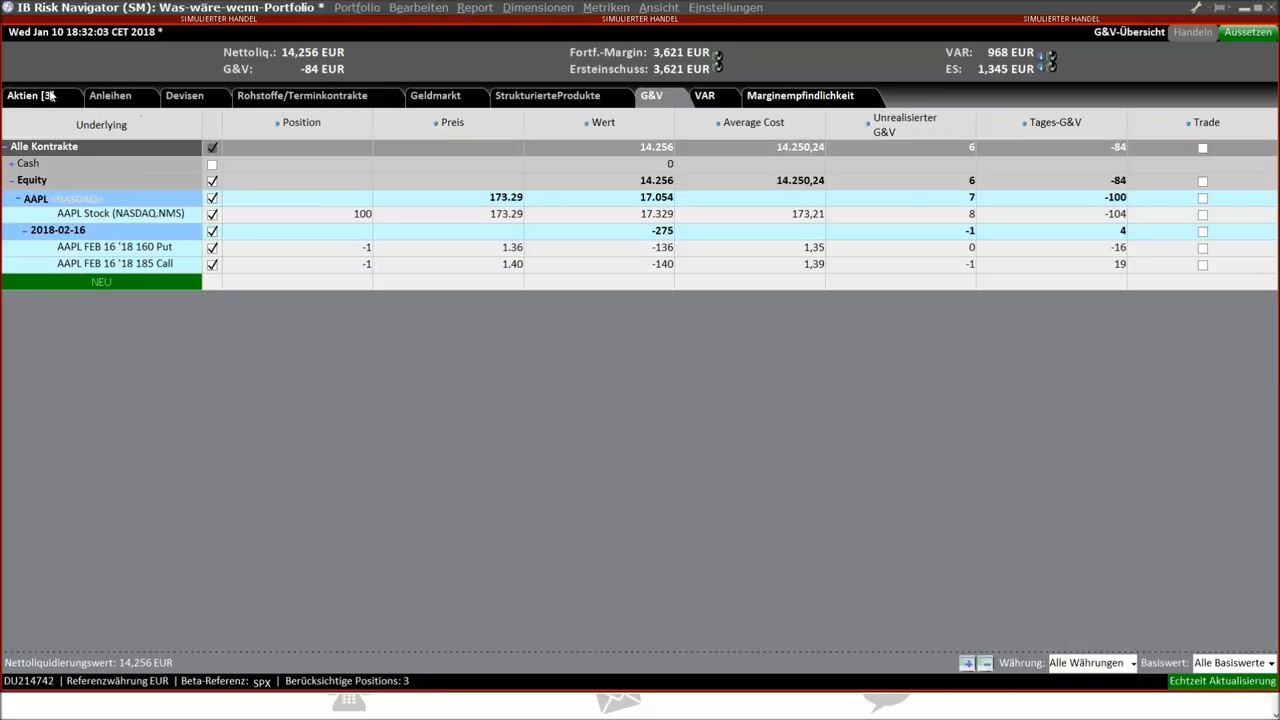 IB Risk Navigator (SM): Was-wäre-wenn-Portfolio * Portfolio Bearbeiten Report Dimensionen Metriken Ansicht Einstellungen
SIMULIERTER HANDEL SIMULIERTER HANDEL SIMULIERTER HANDEL
Wed Jan 10 18:32:03 CET 2018 * G&V-Übersicht Handeln Aussetzen
Nettoliq.: 14,256 EUR Fortf.-Margin: 3,621 EUR VAR: 968 EUR
G&V: -84 EUR Ersteinschuss: 3,621 EUR ES: 1,345 EUR
Aktien [3] Anleihen Devisen Rohstoffe/Terminkontrakte Geldmarkt StrukturierteProdukte G&V VAR Marginempfindlichkeit
Underlying Position Preis Wert Average Cost Unrealisierter G&V Tages-G&V Trade
Alle Kontrakte 14.256 14.250,24 6 -84
+ Cash 0
Equity 14.256 14.250,24 6 -84
AAPL <NASDAQ> 173.29 17.054 7 -100
AAPL Stock (NASDAQ.NMS) 100 173.29 17.329 173,21 8 -104
2018-02-16 -275 -1 4
AAPL FEB 16 '18 160 Put -1 1.36 -136 1,35 0 -16
AAPL FEB 16 '18 185 Call -1 1.40 -140 1,39 -1 19
NEU
Nettoliquidierungswert: 14,256 EUR Währung: Alle Währungen Basiswert: Alle Basiswerte
DU214742 | Referenzwährung EUR | Beta-Referenz: SPX | Berücksichtige Positions: 3 Echtzeit Aktualisierung